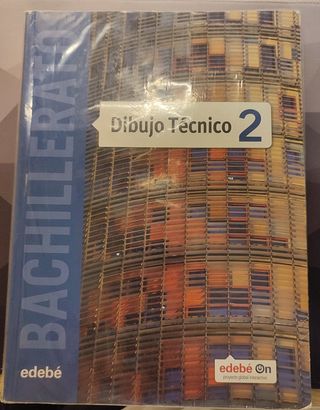 BACHILLERATO
Dibujo Técnico 2
edebé
edebé On
proyecto global interactivo